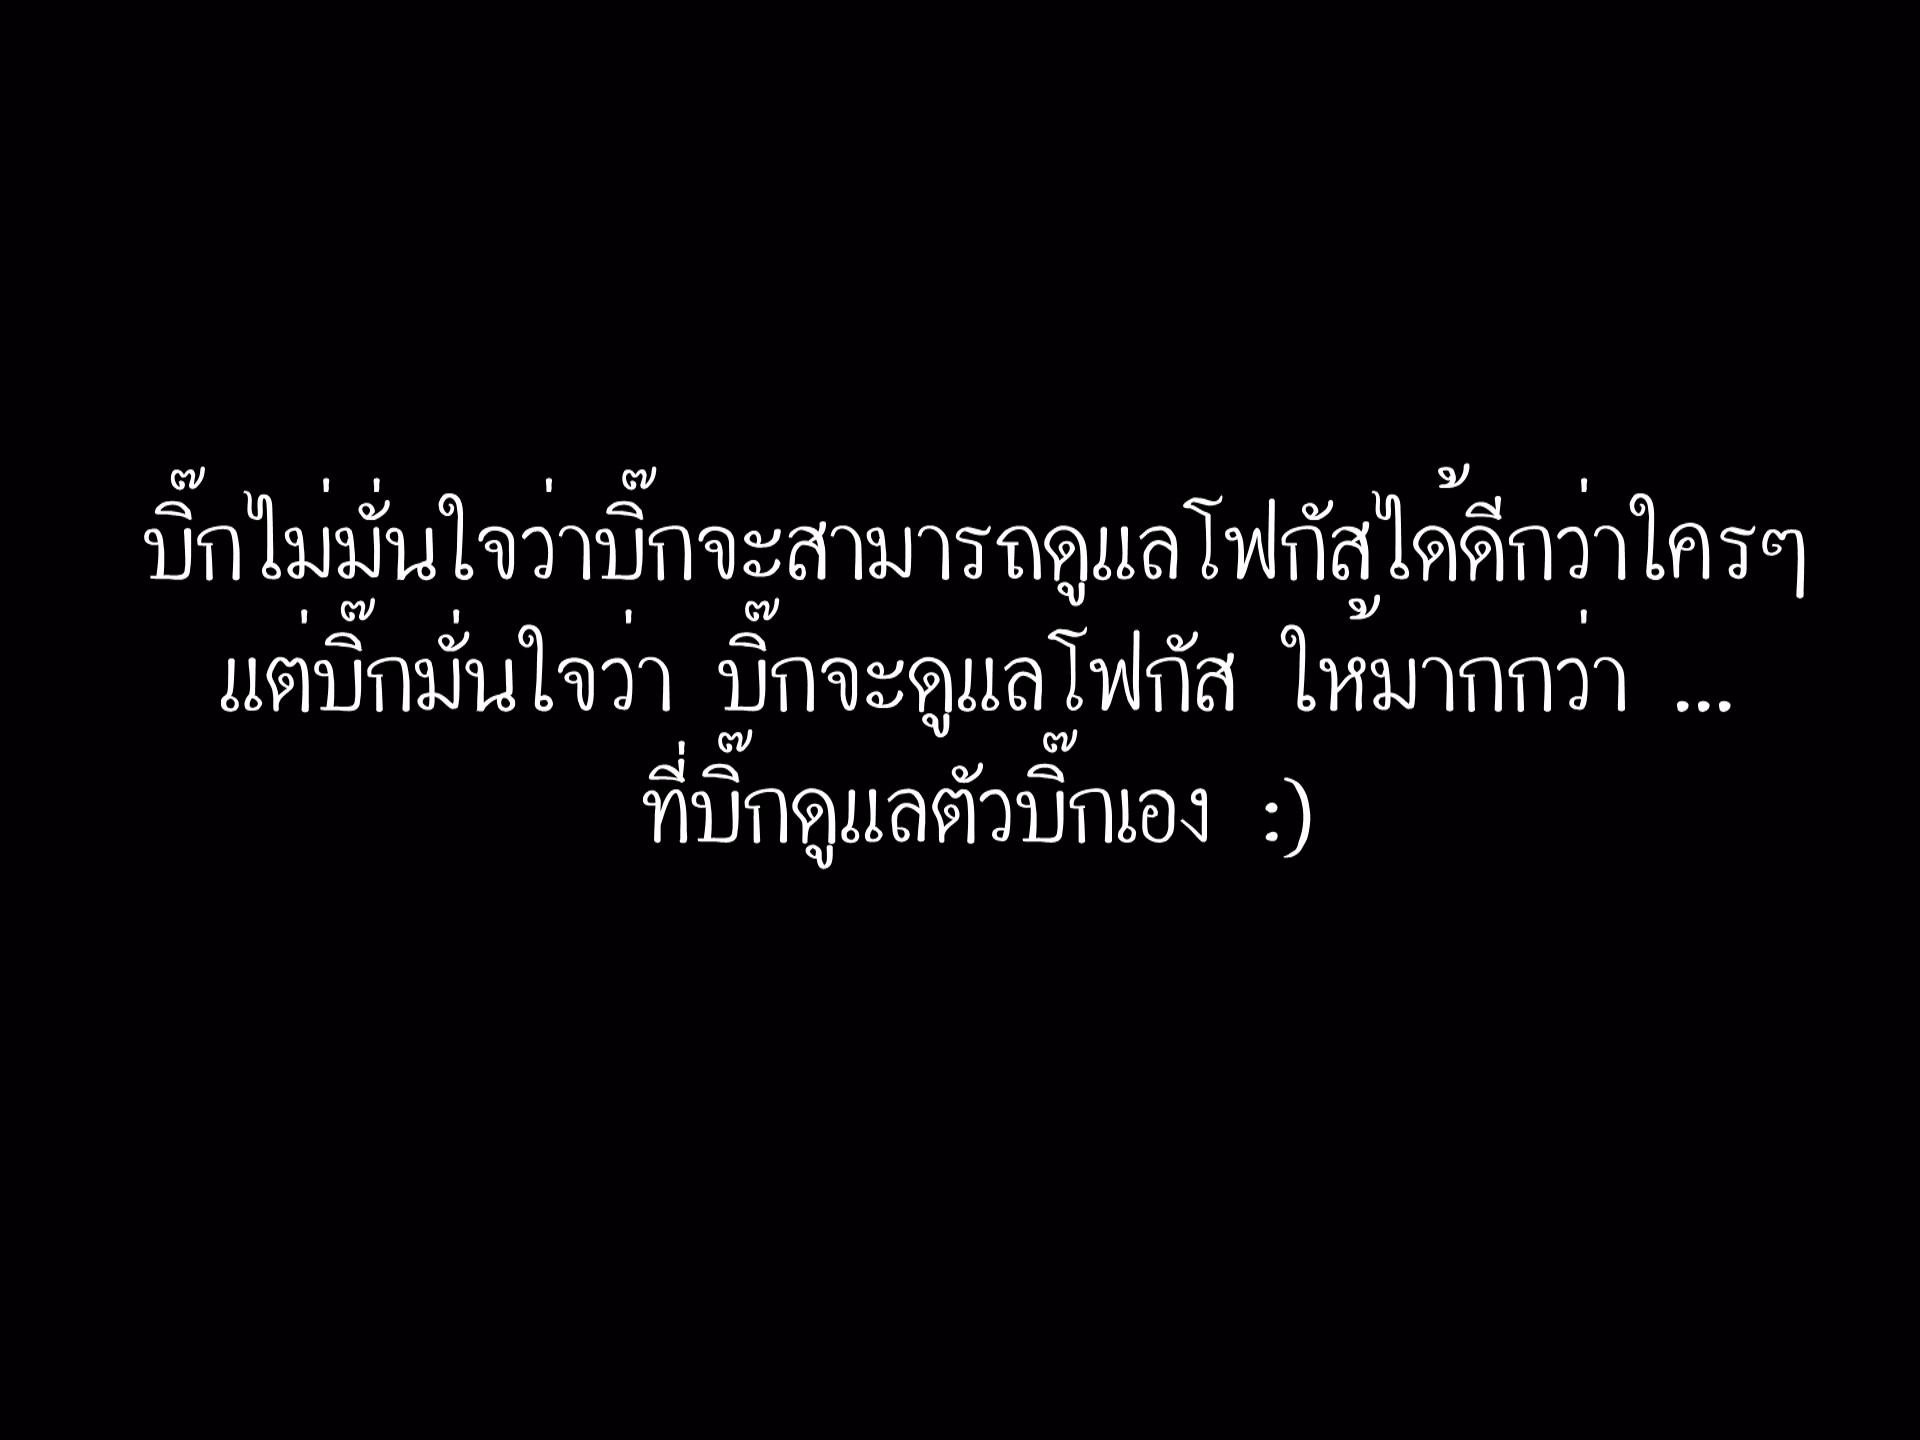 บิ๊กไม่มั่นใจว่าบิ๊กจะสามารถดูแลโฟกัสได้ดีกว่าใครๆ
แต่บิ๊กมั่นใจว่า บิ๊กจะดูแลโฟกัส ให้มากกว่า ...
ที่บิ๊กดูแลตัวบิ๊กเอง :)